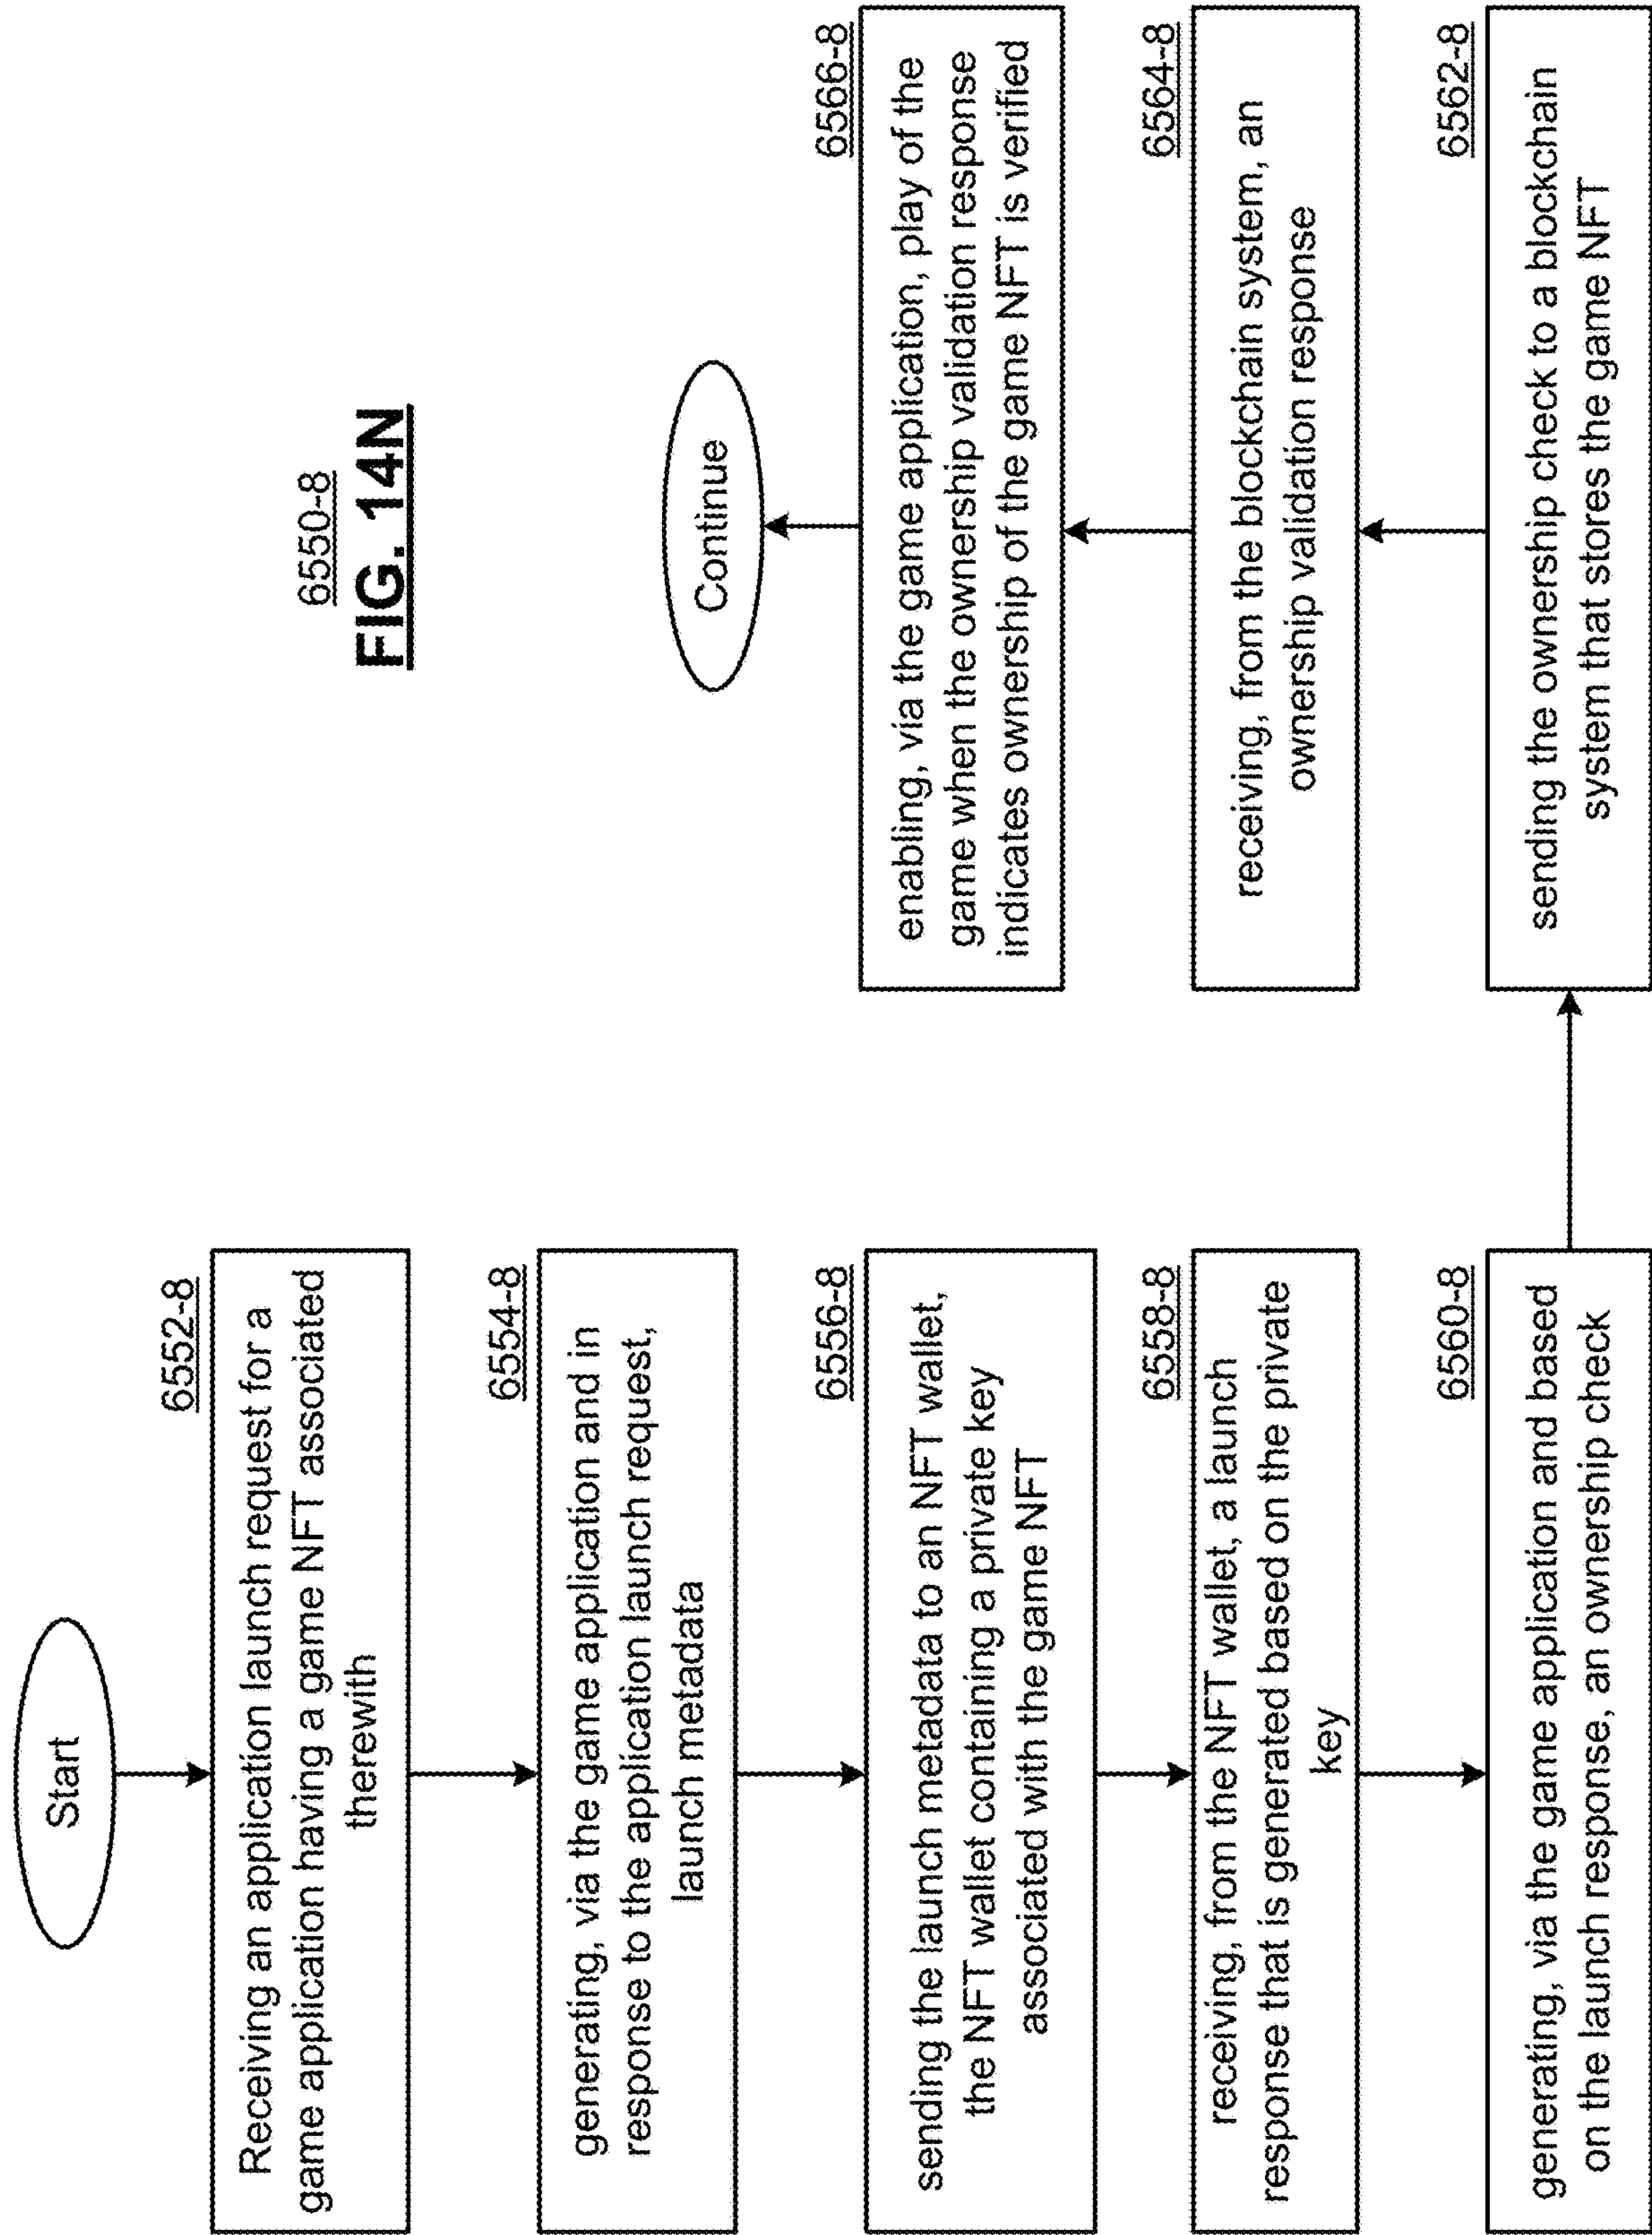 Start
6552-8
Receiving an application launch request for a
game application having a game NFT associated
therewith
6554-8
generating, via the game application and in
response to the application launch request,
launch metadata
6556-8
sending the launch metadata to an NFT wallet,
the NFT wallet containing a private key
associated with the game NFT
6558-8
receiving, from the NFT wallet, a launch
response that is generated based on the private
key
6560-8
generating, via the game application and based
on the launch response, an ownership check
6562-8
sending the ownership check to a blockchain
system that stores the game NFT
6564-8
receiving, from the blockchain system, an
ownership validation response
6566-8
enabling, via the game application, play of the
game when the ownership validation response
indicates ownership of the game NFT is verified
Continue
6550-8
FIG. 14N